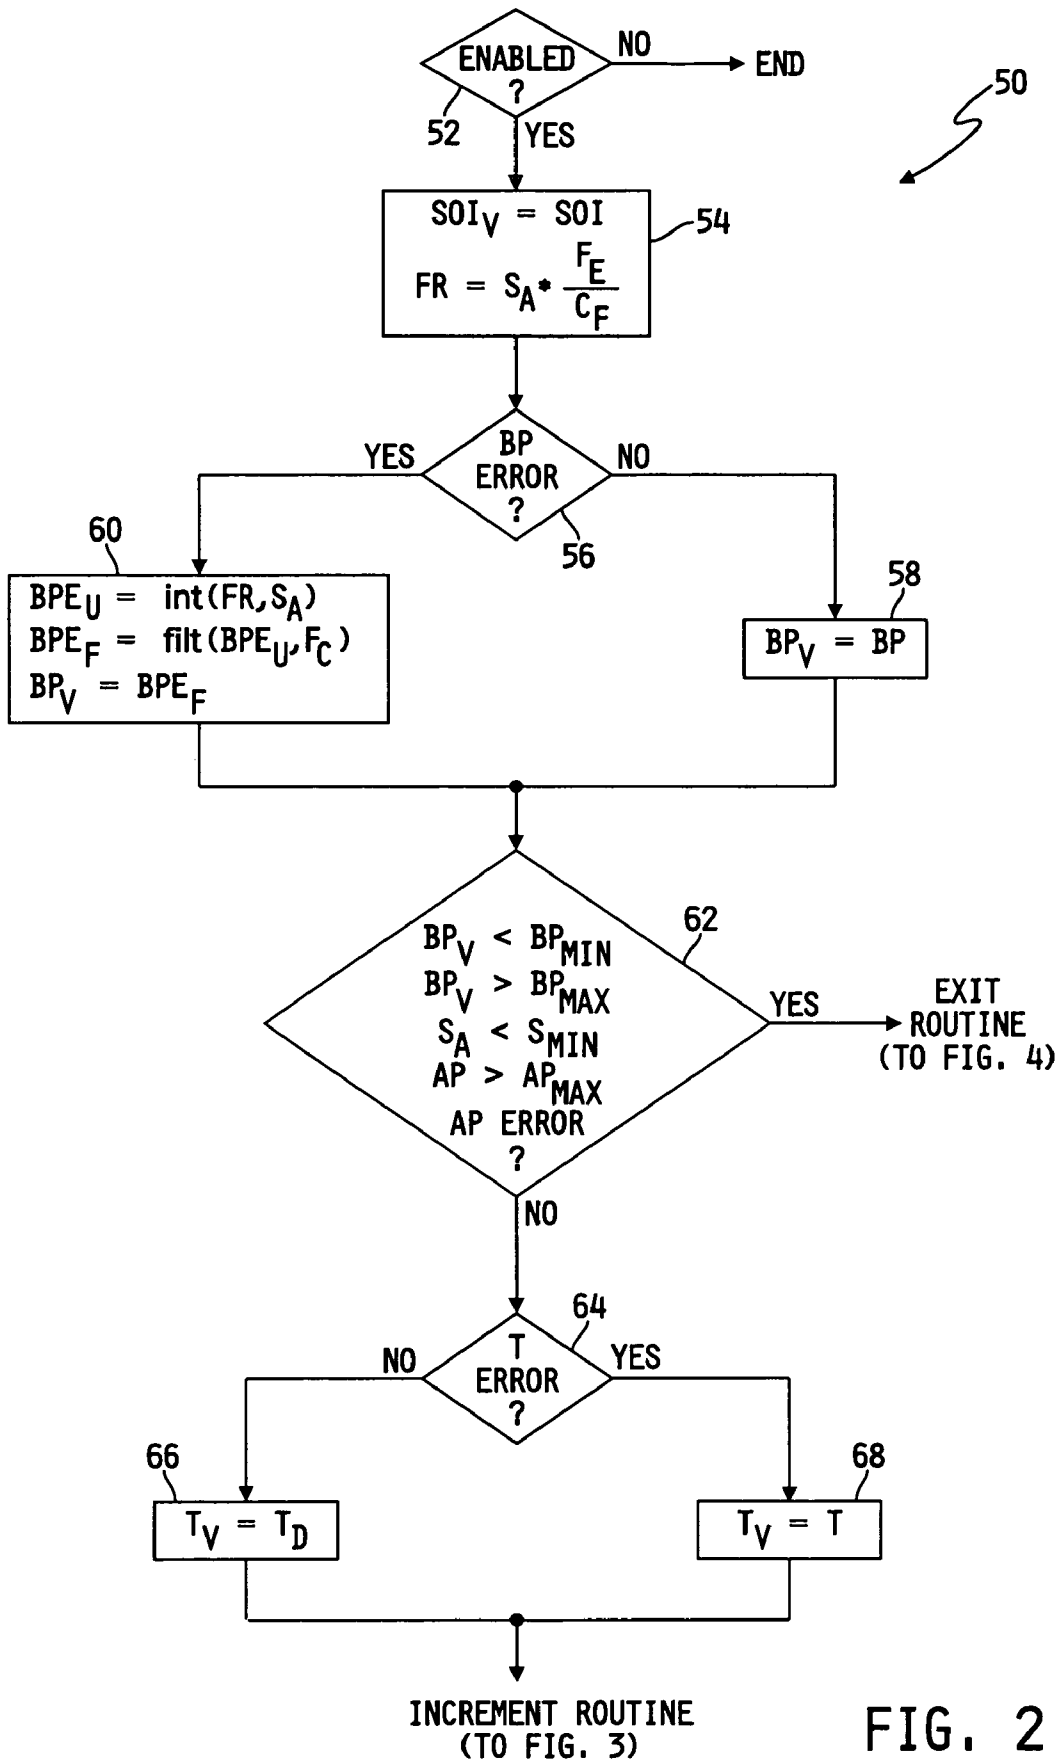 ENABLED
?
NO
END
50
52
YES
SOI_V = SOI
FR = S_A * F_E / C_F
54
BP
ERROR
?
YES
NO
56
60
BPE_U = int(FR,S_A)
BPE_F = filt(BPE_U,F_C)
BP_V = BPE_F
58
BP_V = BP
62
BP_V < BP_MIN
BP_V > BP_MAX
S_A < S_MIN
AP > AP_MAX
AP ERROR
?
YES
EXIT
ROUTINE
(TO FIG. 4)
NO
64
T
ERROR
?
NO
YES
66
T_V = T_D
68
T_V = T
INCREMENT ROUTINE
(TO FIG. 3)
FIG. 2